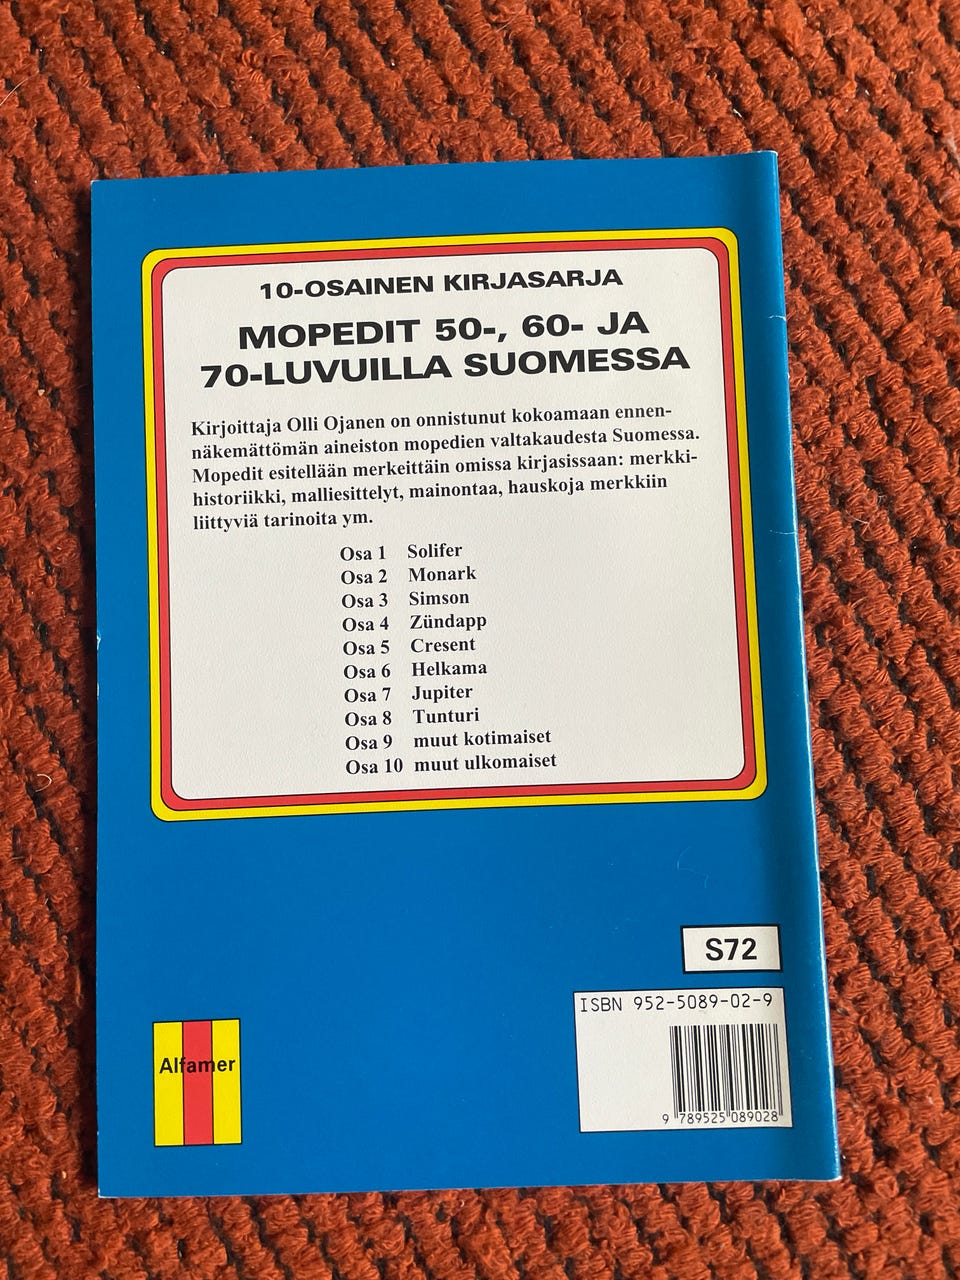 10-OSAINEN KIRJASARJA
MOPEDIT 50-, 60- JA
70-LUVUILLA SUOMESSA
Kirjoittaja Olli Ojanen on onnistunut kokoamaan ennen-
näkemättömän aineiston mopedien valtakaudesta Suomessa.
Mopedit esitellään merkeittäin omissa kirjasissaan: merkki-
historiikki, malliesittelyt, mainontaa, hauskoja merkkiin
liittyviä tarinoita ym.
Osa 1 Solifer
Osa 2 Monark
Osa 3 Simson
Osa 4 Zündapp
Osa 5 Cresent
Osa 6 Helkama
Osa 7 Jupiter
Osa 8 Tunturi
Osa 9 muut kotimaiset
Osa 10 muut ulkomaiset
S72
ISBN 952-5089-02-9
9 789525 089028
Alfamer